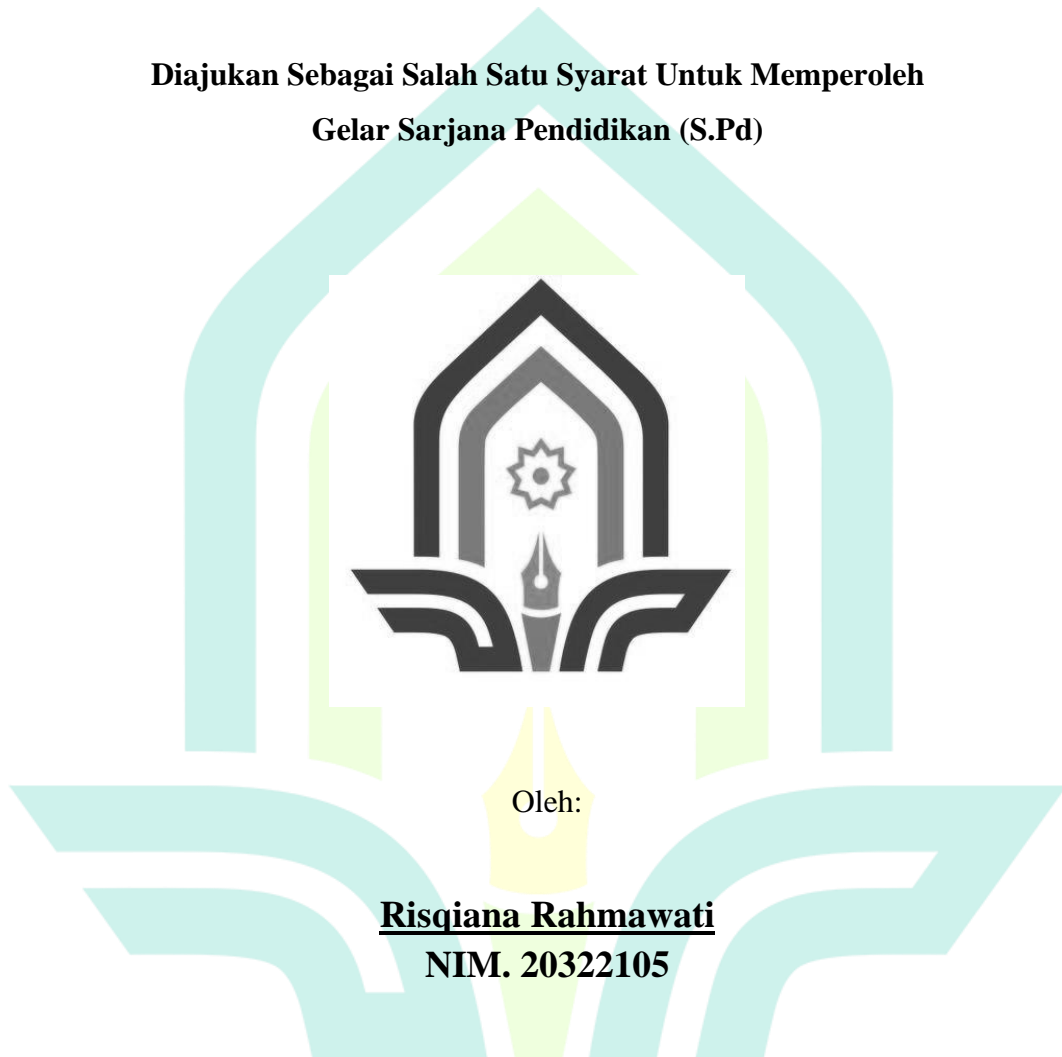 Diajukan Sebagai Salah Satu Syarat Untuk Memperoleh
Gelar Sarjana Pendidikan (S.Pd)
Oleh:
Risqiana Rahmawati
NIM. 20322105